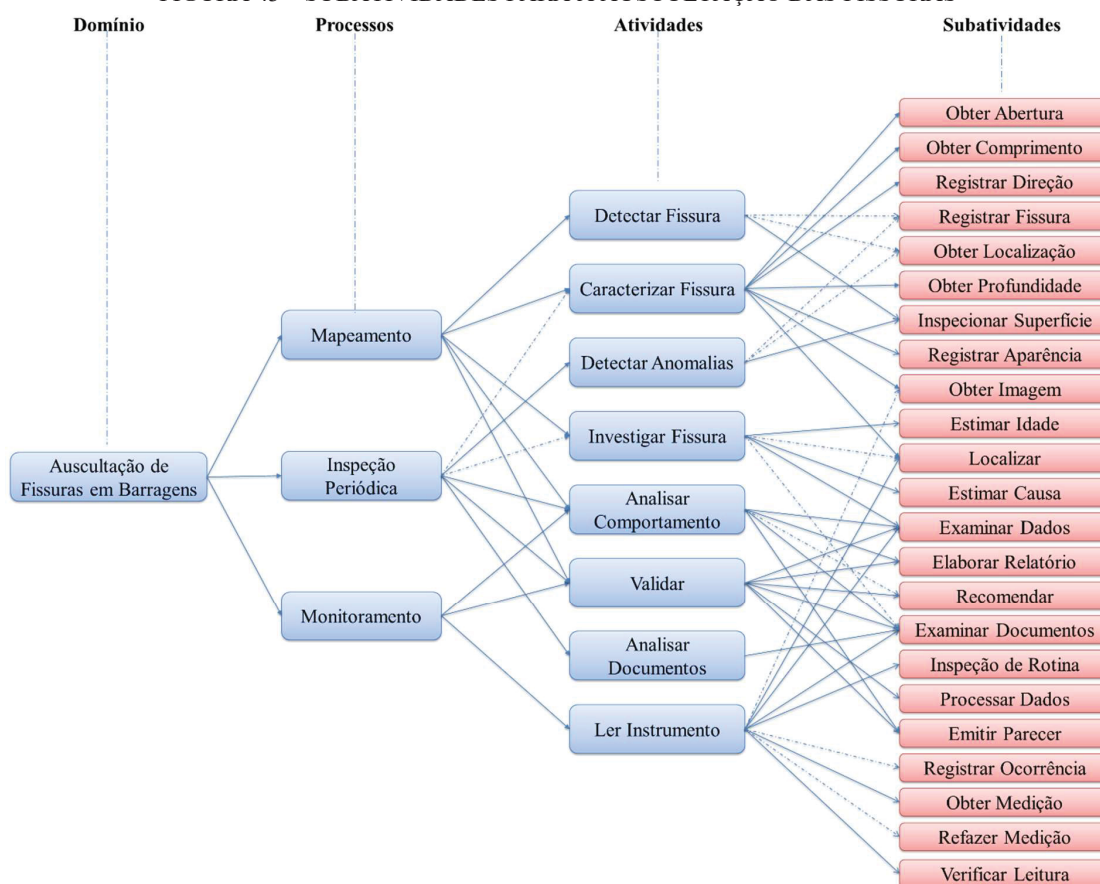 Domínio
Processos
Atividades
Subatividades
Auscultação de
Fissuras em Barragens
Mapeamento
Inspeção
Periódica
Monitoramento
Detectar Fissura
Caracterizar Fissura
Detectar Anomalias
Investigar Fissura
Analisar
Comportamento
Validar
Analisar
Documentos
Ler Instrumento
Obter Abertura
Obter Comprimento
Registrar Direção
Registrar Fissura
Obter Localização
Obter Profundidade
Inspecionar Superfície
Registrar Aparência
Obter Imagem
Estimar Idade
Localizar
Estimar Causa
Examinar Dados
Elaborar Relatório
Recomendar
Examinar Documentos
Inspeção de Rotina
Processar Dados
Emitir Parecer
Registrar Ocorrência
Obter Medição
Refazer Medição
Verificar Leitura